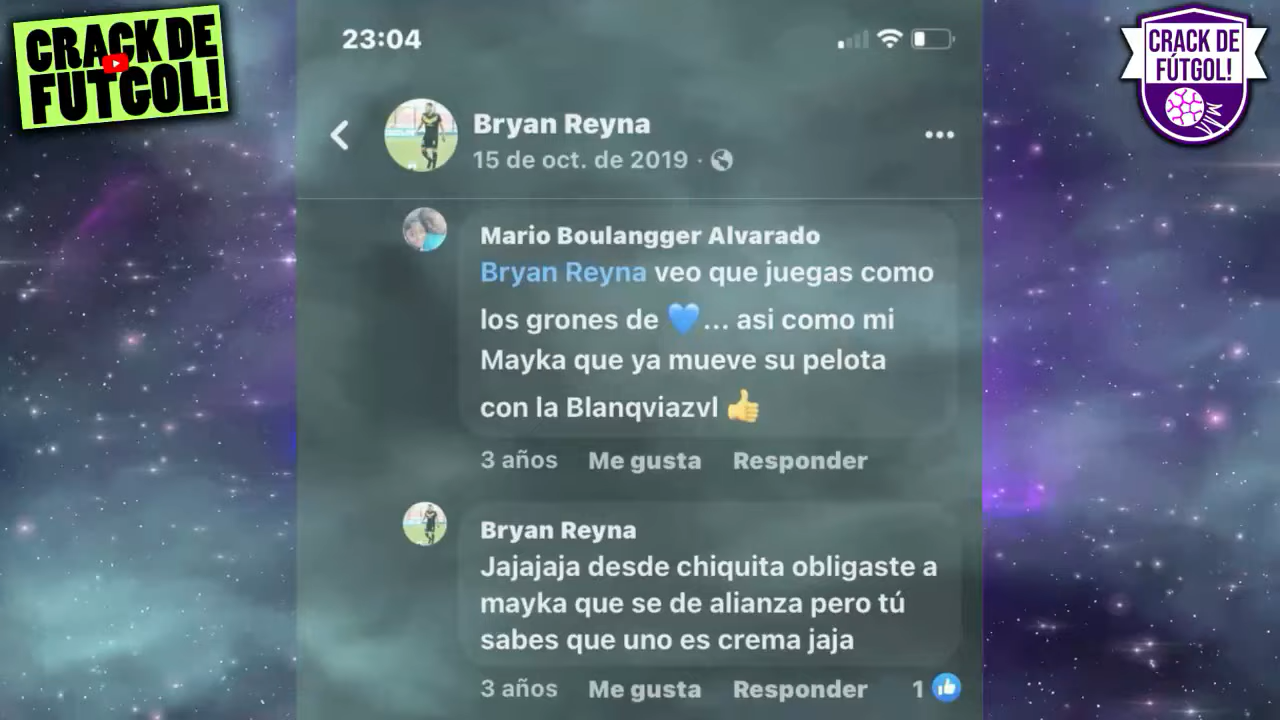 CRACK DE
FUTGOL!
CRACK DE
FÚTGOL!
23:04
Bryan Reyna
15 de oct. de 2019 ·
Mario Boulangger Alvarado
Bryan Reyna veo que juegas como
los grones de 💙... asi como mi
Mayka que ya mueve su pelota
con la Blanqviazvl 👍
3 años Me gusta Responder
Bryan Reyna
Jajajaja desde chiquita obligaste a
mayka que se de alianza pero tú
sabes que uno es crema jaja
3 años Me gusta Responder 1